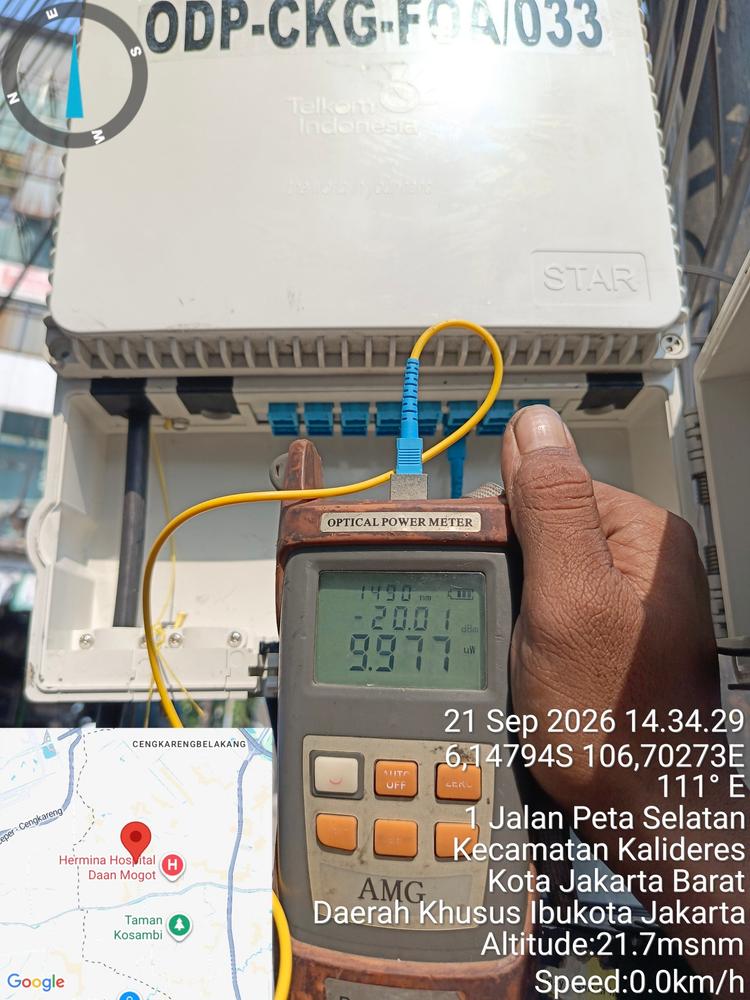 ODP-CKG-FOA/033
E
S
N
W
Telkom
Indonesia
STAR
OPTICAL POWER METER
1490 nm
-20.01 dBm
9.977 uW
AUTO
OFF
ZERO
AMG
21 Sep 2026 14.34.29
6,14794S 106,70273E
111° E
1 Jalan Peta Selatan
Kecamatan Kalideres
Kota Jakarta Barat
Daerah Khusus Ibukota Jakarta
Altitude:21.7msnm
Speed:0.0km/h
CENGKARENGBELAKANG
Cengkareng
Hermina Hospital
Daan Mogot
H
Taman
Kosambi
Google